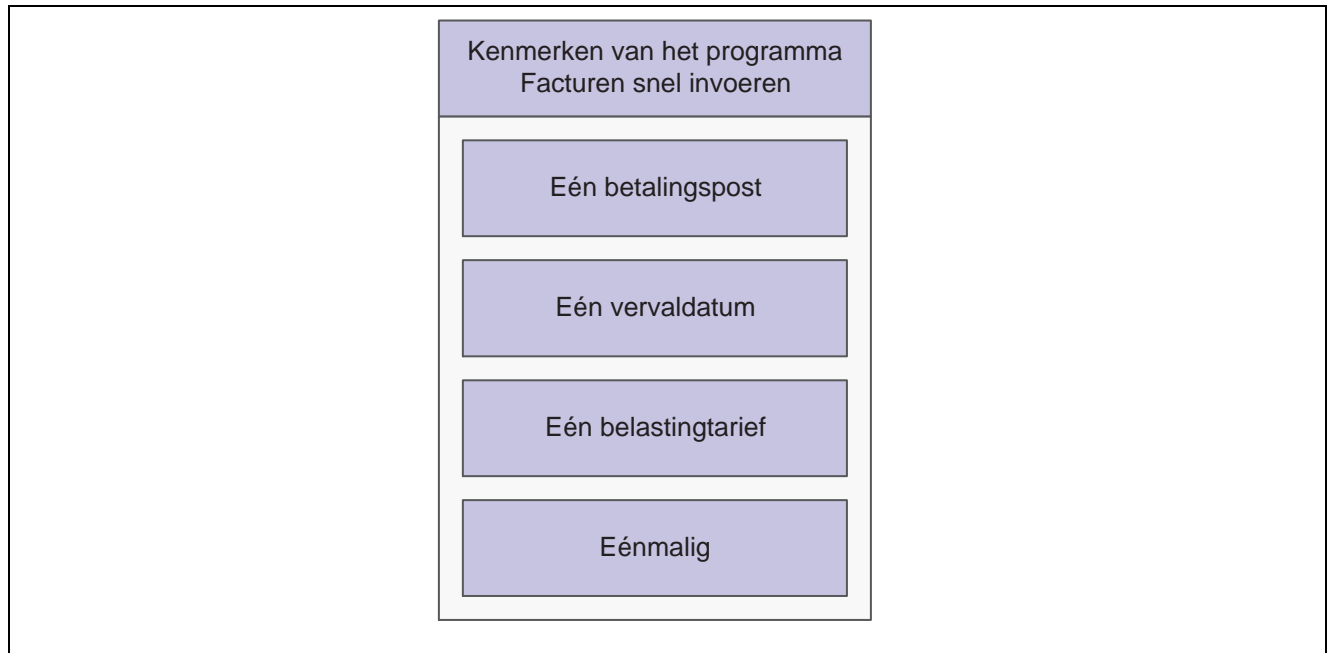 Kenmerken van het programma
Facturen snel invoeren
Eén betalingspost
Eén vervaldatum
Eén belastingtarief
Eénmalig